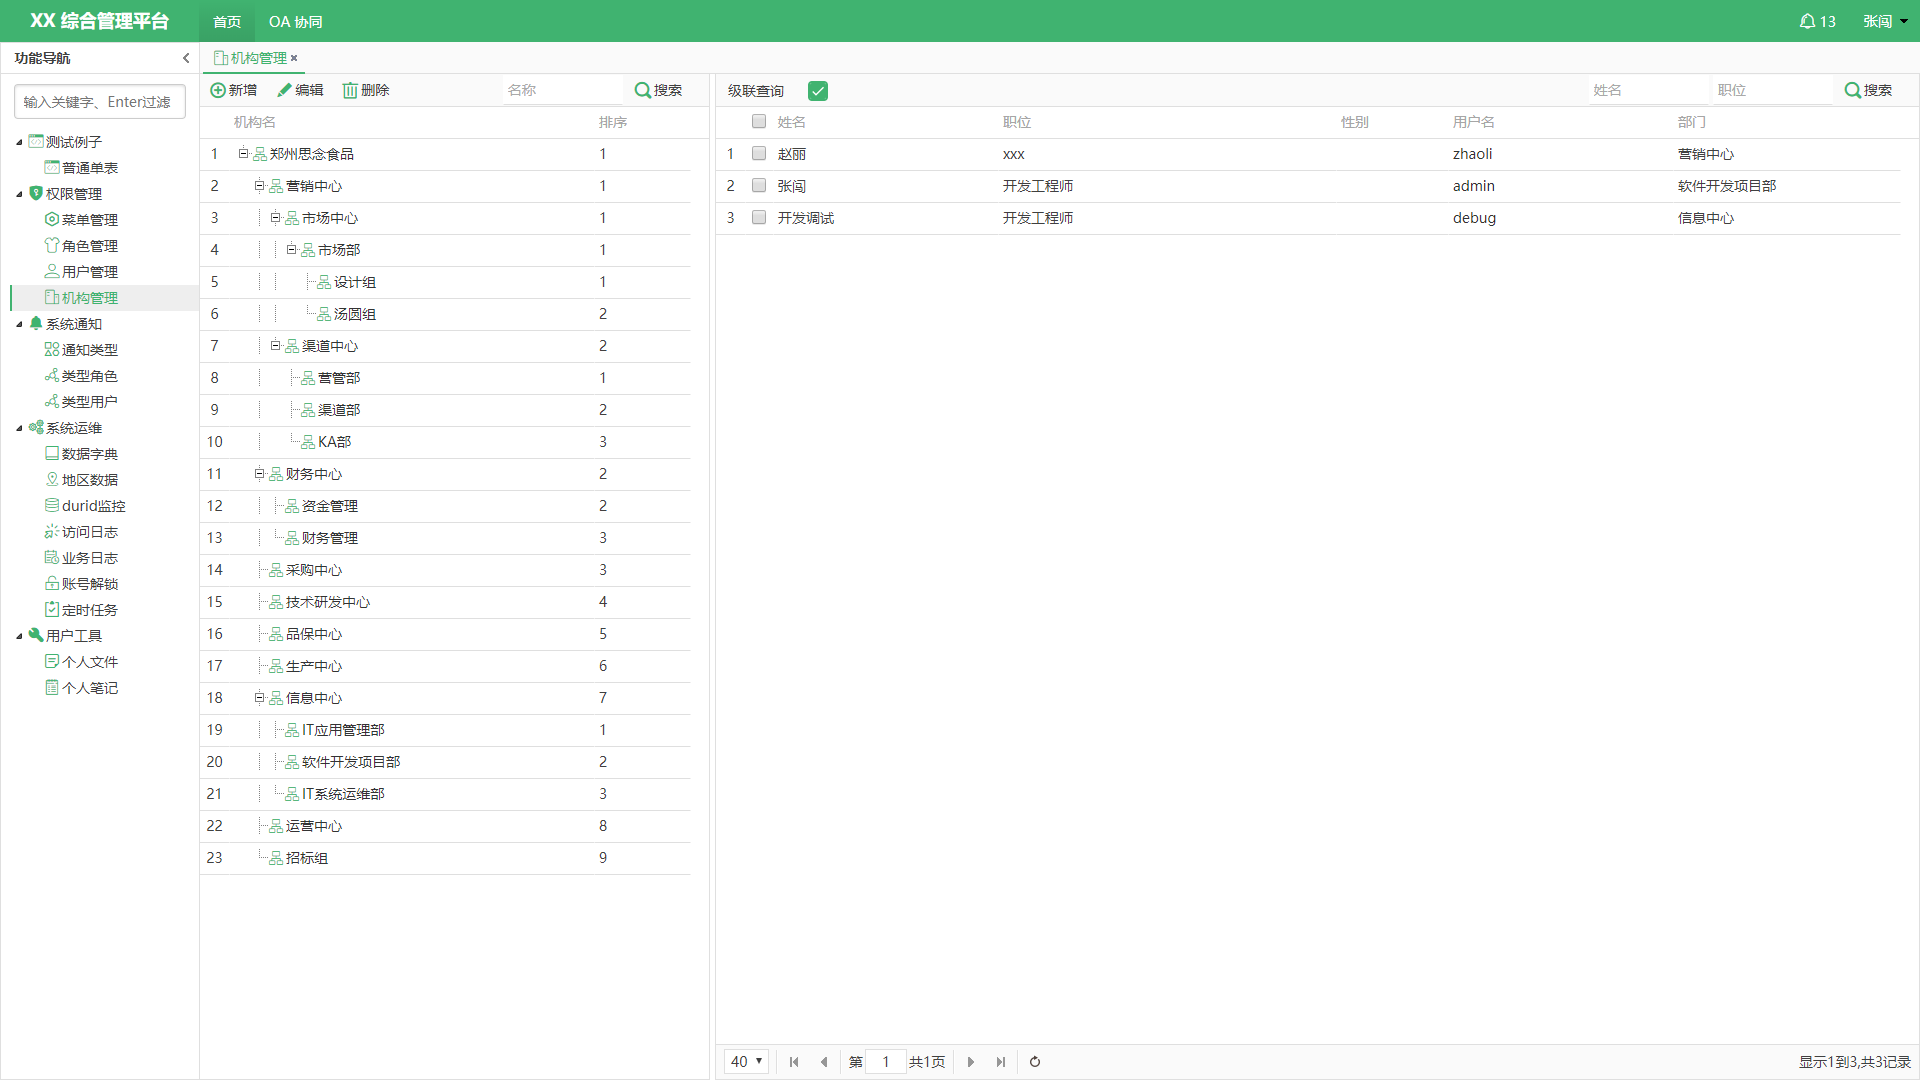 XX 综合管理平台 首页 OA 协同 13 张闯
功能导航
输入关键字、Enter过滤
测试例子
普通单表
权限管理
菜单管理
角色管理
用户管理
机构管理
系统通知
通知类型
类型角色
类型用户
系统运维
数据字典
地区数据
durid监控
访问日志
业务日志
账号解锁
定时任务
用户工具
个人文件
个人笔记
机构管理
新增 编辑 删除 名称 搜索
机构名 排序
1 郑州思念食品 1
2 营销中心 1
3 市场中心 1
4 市场部 1
5 设计组 1
6 汤圆组 2
7 渠道中心 2
8 营管部 1
9 渠道部 2
10 KA部 3
11 财务中心 2
12 资金管理 2
13 财务管理 3
14 采购中心 3
15 技术研发中心 4
16 品保中心 5
17 生产中心 6
18 信息中心 7
19 IT应用管理部 1
20 软件开发项目部 2
21 IT系统运维部 3
22 运营中心 8
23 招标组 9
级联查询 姓名 职位 搜索
姓名 职位 性别 用户名 部门
1 赵丽 xxx zhaoli 营销中心
2 张闯 开发工程师 admin 软件开发项目部
3 开发调试 开发工程师 debug 信息中心
40 第 1 共1页 显示1到3,共3记录